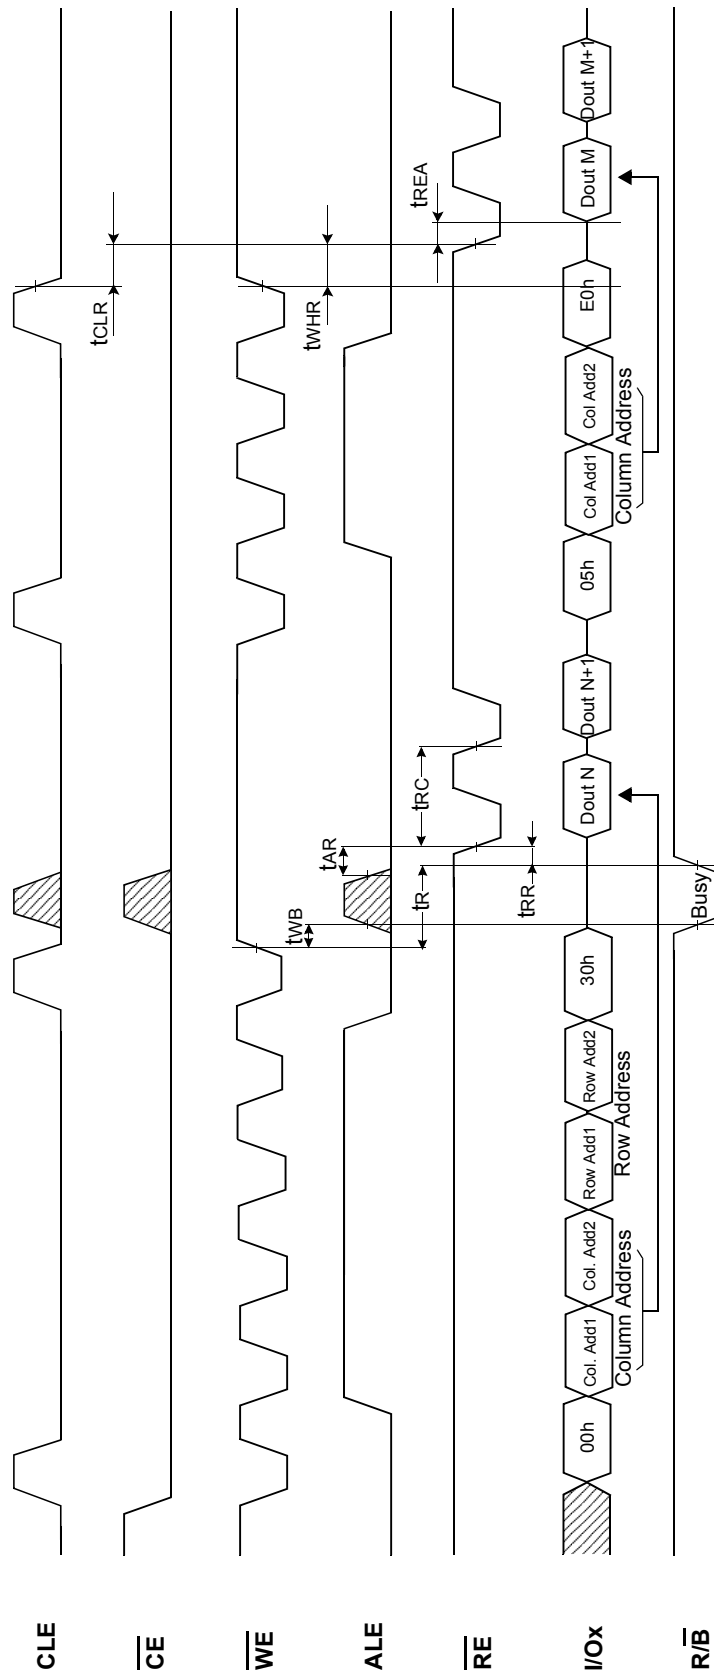 CLE
tCLR
CE
WE
tWB
tWHR
ALE
tAR
RE
tR
tRC
tREA
tRR
I/Ox
00h
Col. Add1
Col. Add2
Row Add1
Row Add2
30h
Dout N
Dout N+1
05h
Col Add1
Col Add2
E0h
Dout M
Dout M+1
Column Address
Row Address
Column Address
R/B
Busy